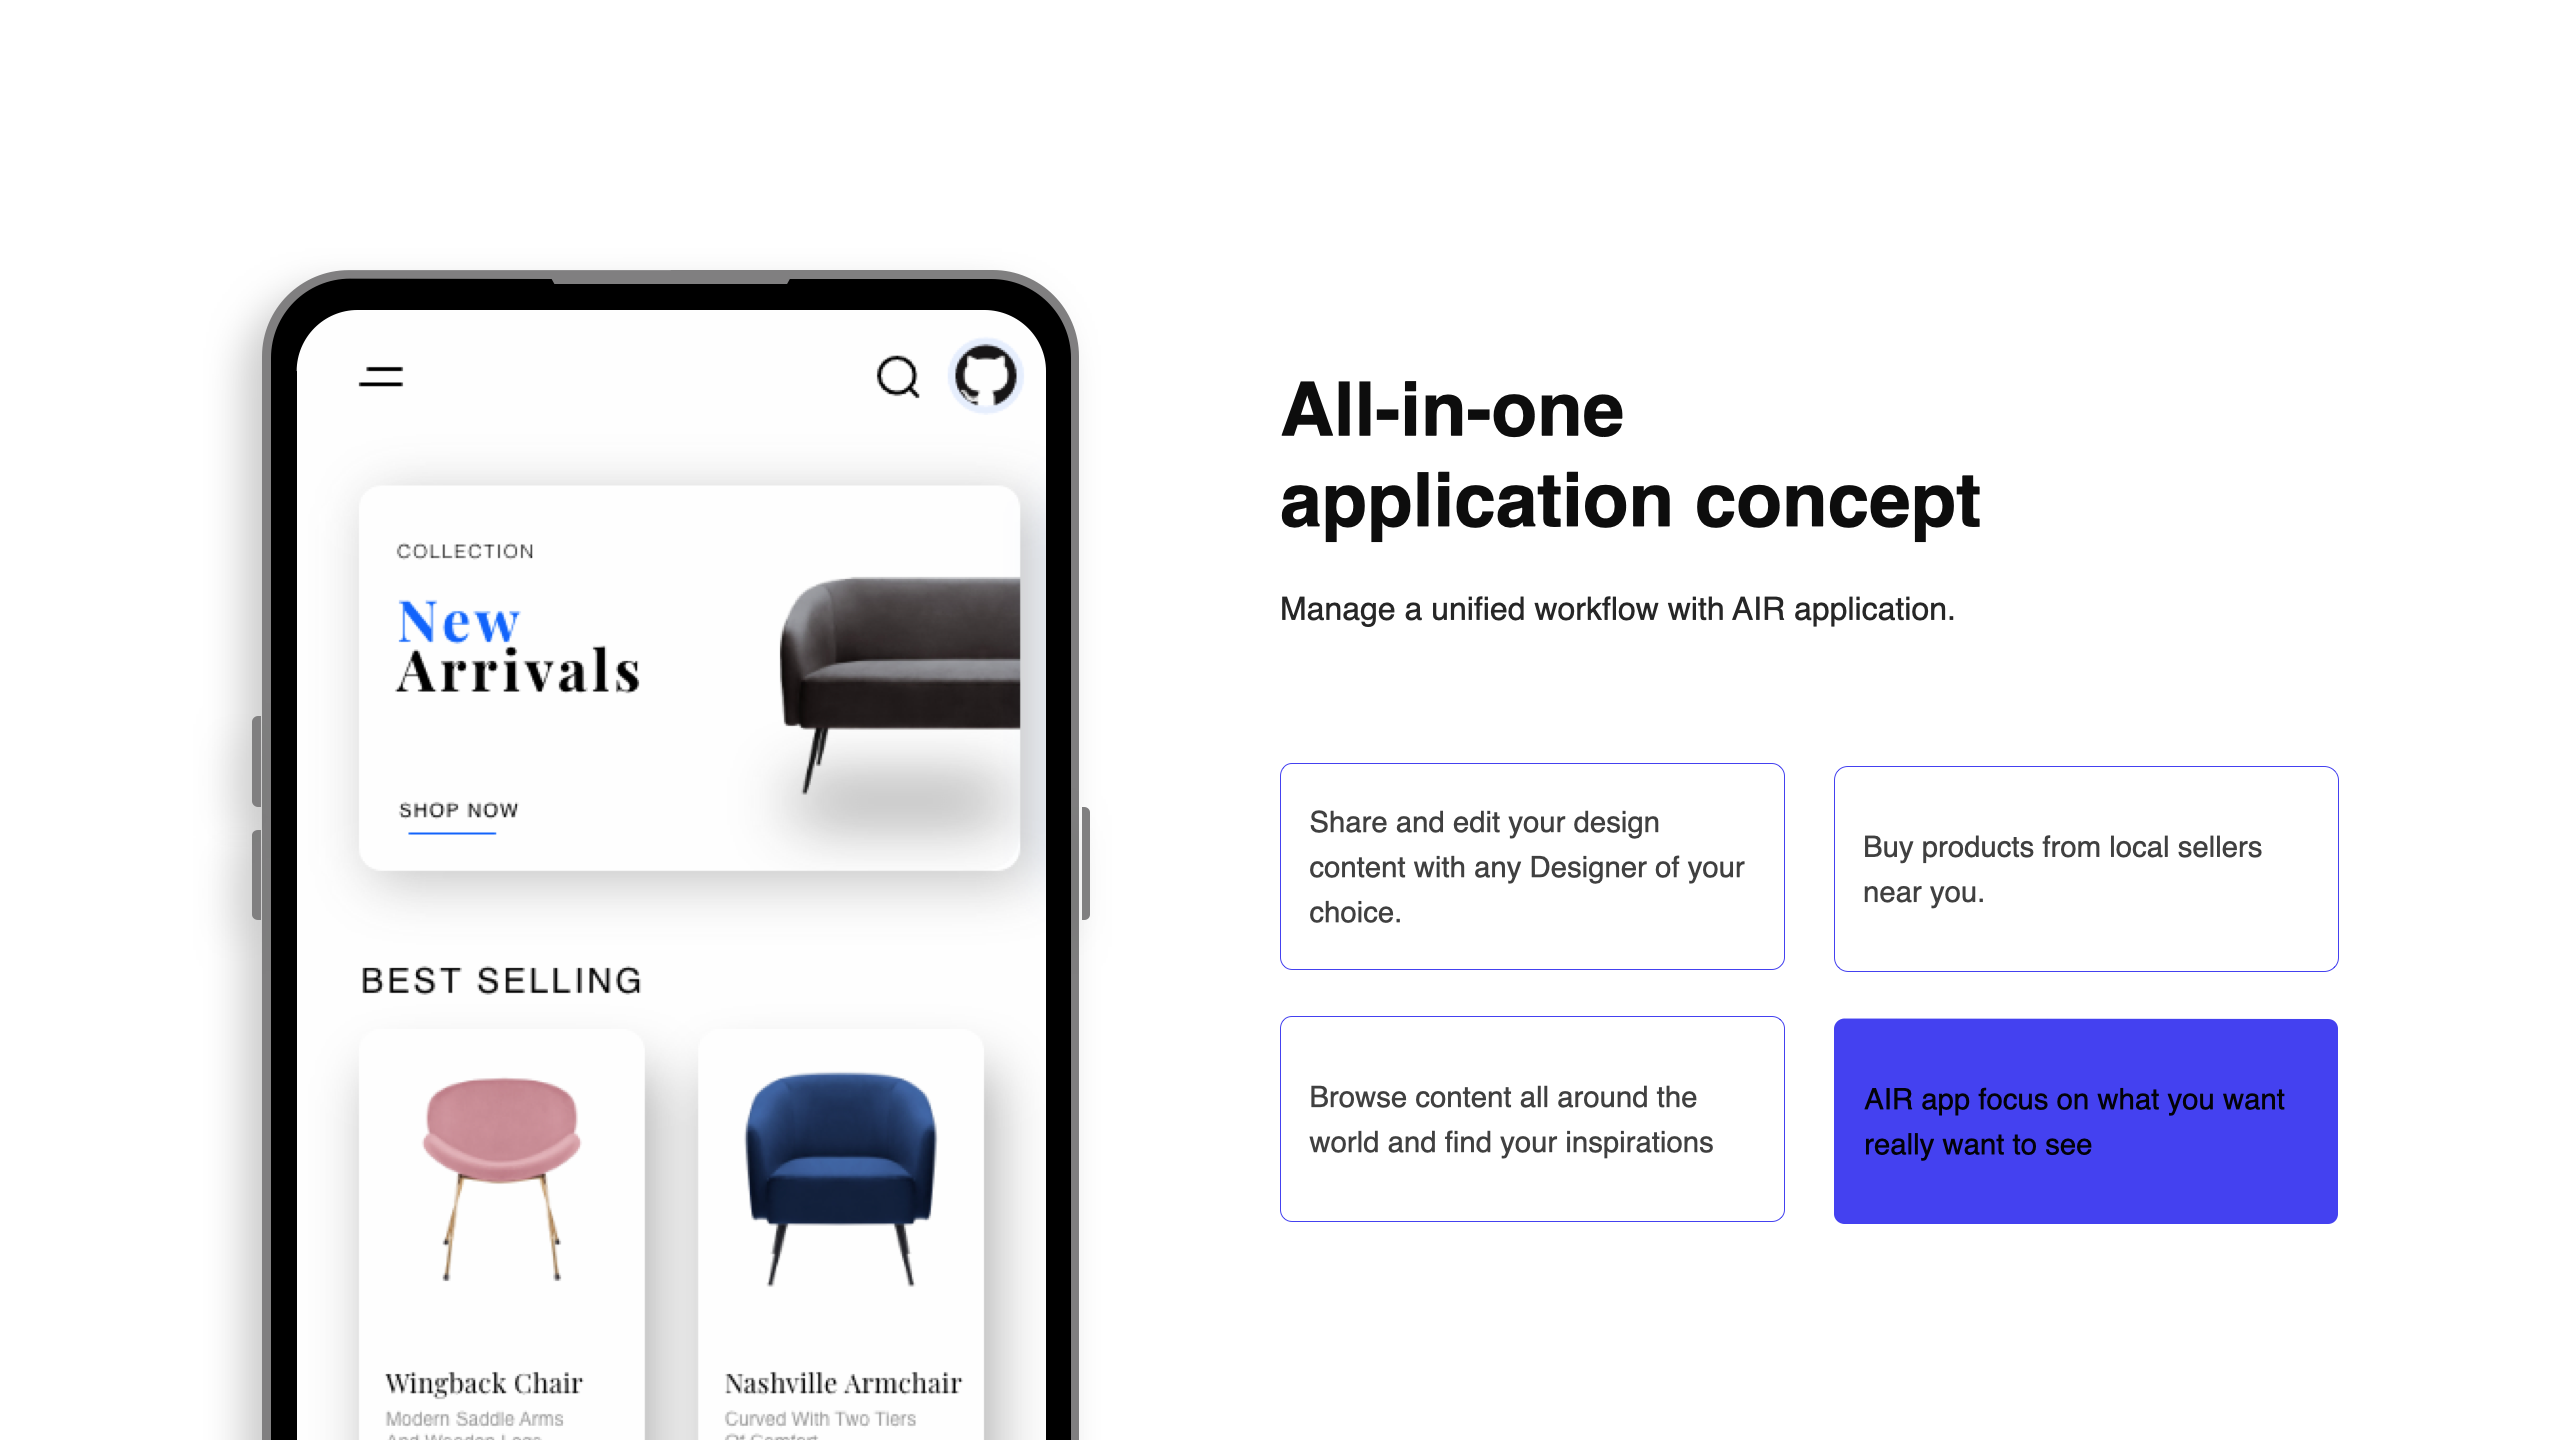 COLLECTION
New
Arrivals
SHOP NOW
BEST SELLING
Wingback Chair
Modern Saddle Arms
Nashville Armchair
Curved With Two Tiers
All-in-one
application concept
Manage a unified workflow with AIR application.
Share and edit your design
content with any Designer of your
choice.
Buy products from local sellers
near you.
Browse content all around the
world and find your inspirations
AIR app focus on what you want
really want to see